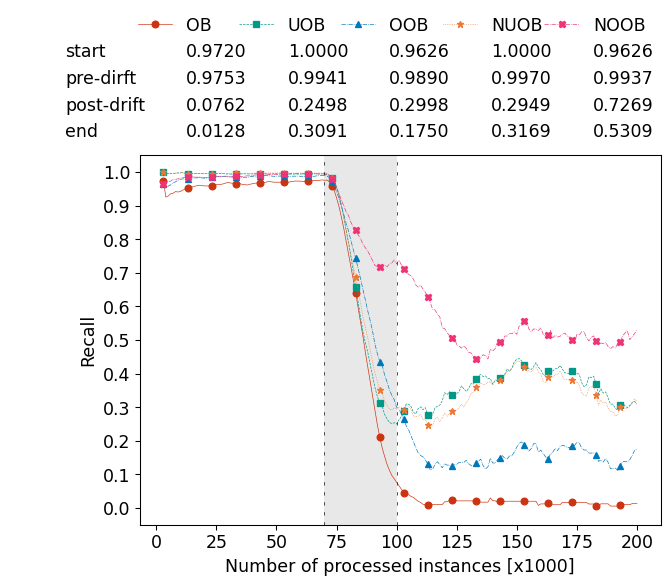 OB UOB OOB NUOB NOOB
start 0.9720 1.0000 0.9626 1.0000 0.9626
pre-dirft 0.9753 0.9941 0.9890 0.9970 0.9937
post-drift 0.0762 0.2498 0.2998 0.2949 0.7269
end 0.0128 0.3091 0.1750 0.3169 0.5309
1.0
0.9
0.8
0.7
0.6
0.5
0.4
0.3
0.2
0.1
0.0
Recall
0 25 50 75 100 125 150 175 200
Number of processed instances [x1000]